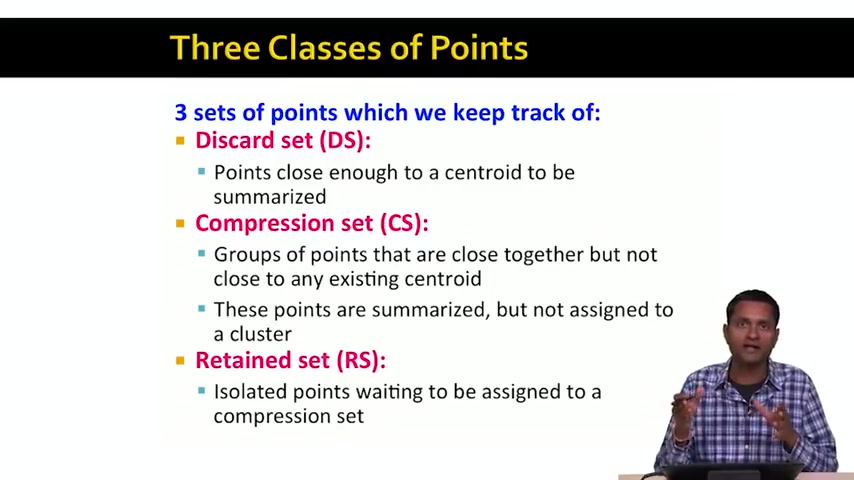 Three Classes of Points
3 sets of points which we keep track of:
Discard set (DS):
Points close enough to a centroid to be
summarized
Compression set (CS):
Groups of points that are close together but not
close to any existing centroid
These points are summarized, but not assigned to
a cluster
Retained set (RS):
Isolated points waiting to be assigned to a
compression set